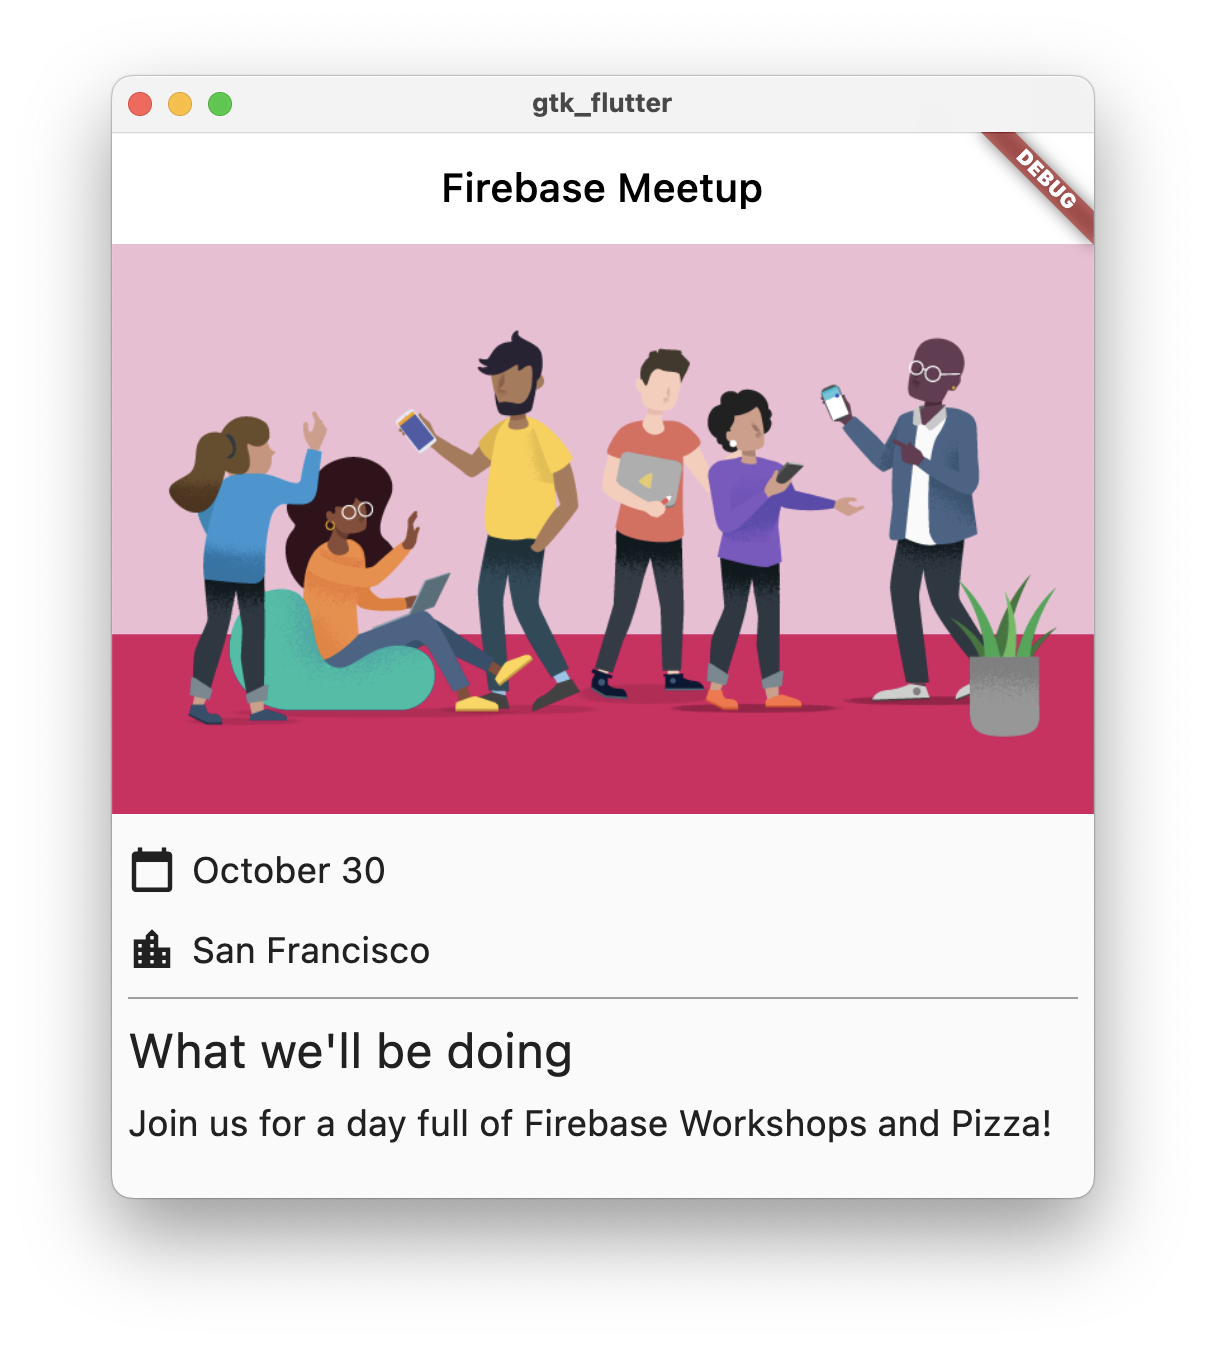 gtk_flutter
Firebase Meetup
DEBUG
October 30
San Francisco
What we'll be doing
Join us for a day full of Firebase Workshops and Pizza!